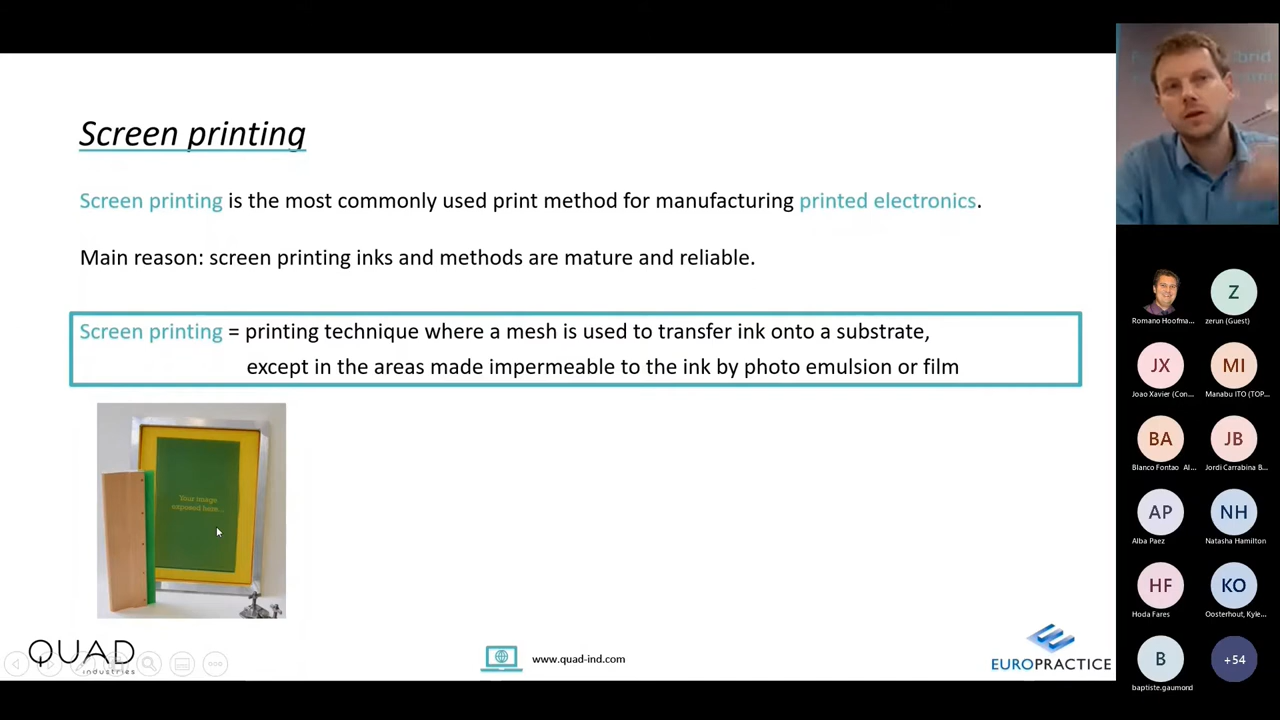 Screen printing
Screen printing is the most commonly used print method for manufacturing printed electronics.
Main reason: screen printing inks and methods are mature and reliable.
Screen printing = printing technique where a mesh is used to transfer ink onto a substrate,
except in the areas made impermeable to the ink by photo emulsion or film
Your image
exposed here...
QUAD
industries
www.quad-ind.com
EUROPRACTICE
Romano Hoofma...
Z
zerun (Guest)
JX
Joao Xavier (Con...
MI
Manabu ITO (TOP...
BA
Blanco Fontao Al...
JB
Jordi Carrabina B...
AP
Alba Paez
NH
Natasha Hamilton
HF
Hoda Fares
KO
Oosterhout, Kyle...
B
baptiste.gaumond
+54